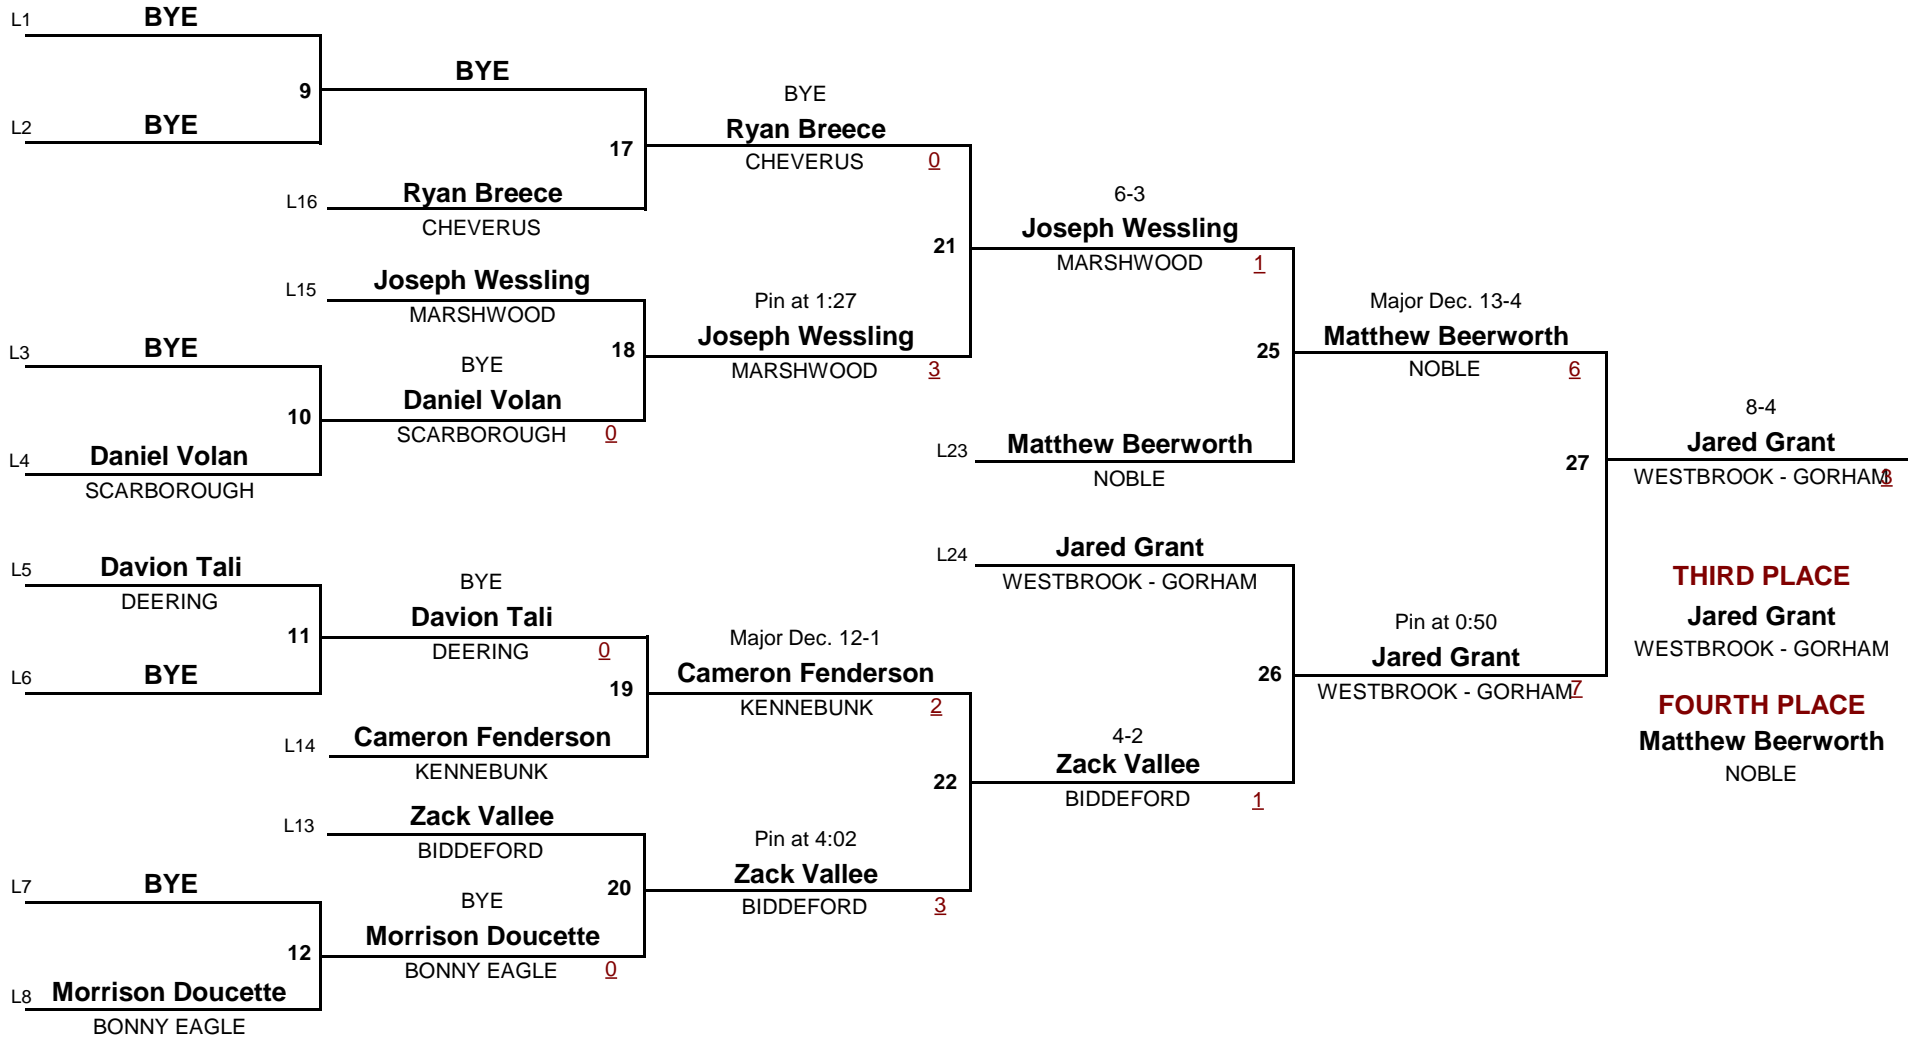 L1 BYE
9
L2 BYE
BYE
17
L16 Ryan Breece
CHEVERUS
BYE
Ryan Breece
CHEVERUS 0
L15 Joseph Wessling
MARSHWOOD
L3 BYE
10
L4 Daniel Volan
SCARBOROUGH
BYE
Daniel Volan
SCARBOROUGH 0
18
Pin at 1:27
Joseph Wessling
MARSHWOOD 3
21
6-3
Joseph Wessling
MARSHWOOD 1
25
L23 Matthew Beerworth
NOBLE
Major Dec. 13-4
Matthew Beerworth
NOBLE 6
27
8-4
Jared Grant
WESTBROOK - GORHAM 3
L5 Davion Tali
DEERING
11
L6 BYE
BYE
Davion Tali
DEERING 0
19
L14 Cameron Fenderson
KENNEBUNK
Major Dec. 12-1
Cameron Fenderson
KENNEBUNK 2
L13 Zack Vallee
BIDDEFORD
L7 BYE
12
L8 Morrison Doucette
BONNY EAGLE
BYE
Morrison Doucette
BONNY EAGLE 0
20
Pin at 4:02
Zack Vallee
BIDDEFORD 3
22
4-2
Zack Vallee
BIDDEFORD 1
L24 Jared Grant
WESTBROOK - GORHAM
26
Pin at 0:50
Jared Grant
WESTBROOK - GORHAM 7
THIRD PLACE
Jared Grant
WESTBROOK - GORHAM
FOURTH PLACE
Matthew Beerworth
NOBLE